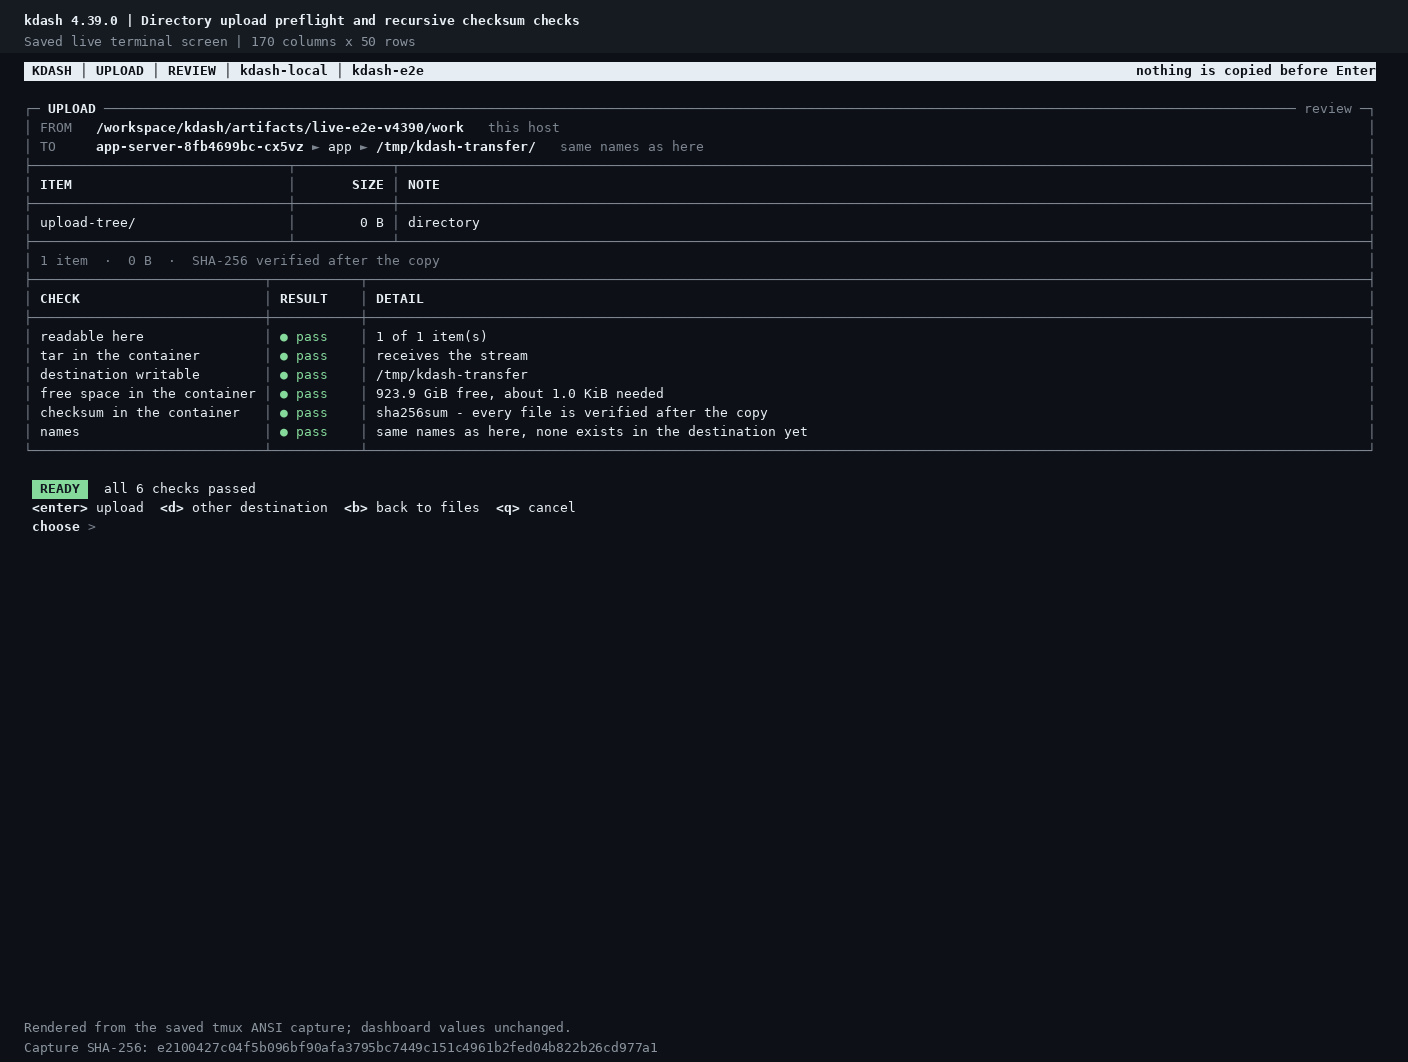 kdash 4.39.0 | Directory upload preflight and recursive checksum checks
Saved live terminal screen | 170 columns x 50 rows
KDASH │ UPLOAD │ REVIEW │ kdash-local │ kdash-e2e nothing is copied before Enter
UPLOAD review
FROM /workspace/kdash/artifacts/live-e2e-v4390/work this host
TO app-server-8fb4699bc-cx5vz ► app ► /tmp/kdash-transfer/ same names as here
ITEM │ SIZE │ NOTE
upload-tree/ │ 0 B │ directory
1 item · 0 B · SHA-256 verified after the copy
CHECK │ RESULT │ DETAIL
readable here │ ● pass │ 1 of 1 item(s)
tar in the container │ ● pass │ receives the stream
destination writable │ ● pass │ /tmp/kdash-transfer
free space in the container │ ● pass │ 923.9 GiB free, about 1.0 KiB needed
checksum in the container │ ● pass │ sha256sum - every file is verified after the copy
names │ ● pass │ same names as here, none exists in the destination yet
READY all 6 checks passed
<enter> upload <d> other destination <b> back to files <q> cancel
choose >
Rendered from the saved tmux ANSI capture; dashboard values unchanged.
Capture SHA-256: e2100427c04f5b096bf90afa3795bc7449c151c4961b2fed04b822b26cd977a1